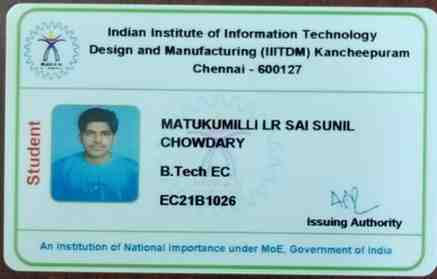 Indian Institute of Information Technology
Design and Manufacturing (IIITDM) Kancheepuram
Chennai - 600127
Student
MATUKUMILLI LR SAI SUNIL
CHOWDARY
B.Tech EC
EC21B1026
Issuing Authority
An Institution of National Importance under MoE, Government of India